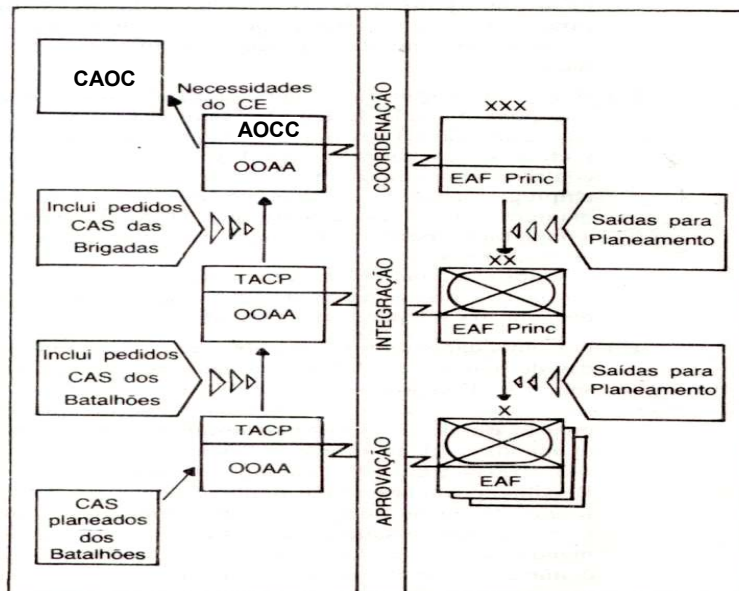 CAOC
Necessidades
do CE
AOCC
OOAA
COORDENAÇÃO
XXX
EAF Princ
Inclui pedidos
CAS das
Brigadas
Saídas para
Planeamento
TACP
OOAA
INTEGRAÇÃO
XX
EAF Princ
Inclui pedidos
CAS dos
Batalhões
Saídas para
Planeamento
TACP
OOAA
APROVAÇÃO
X
EAF
CAS
planeados
dos
Batalhões